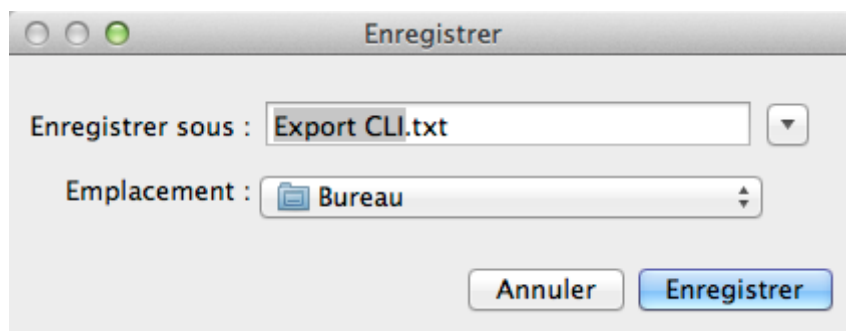 Enregistrer
Enregistrer sous : Export CLI.txt
Emplacement : Bureau
Annuler Enregistrer